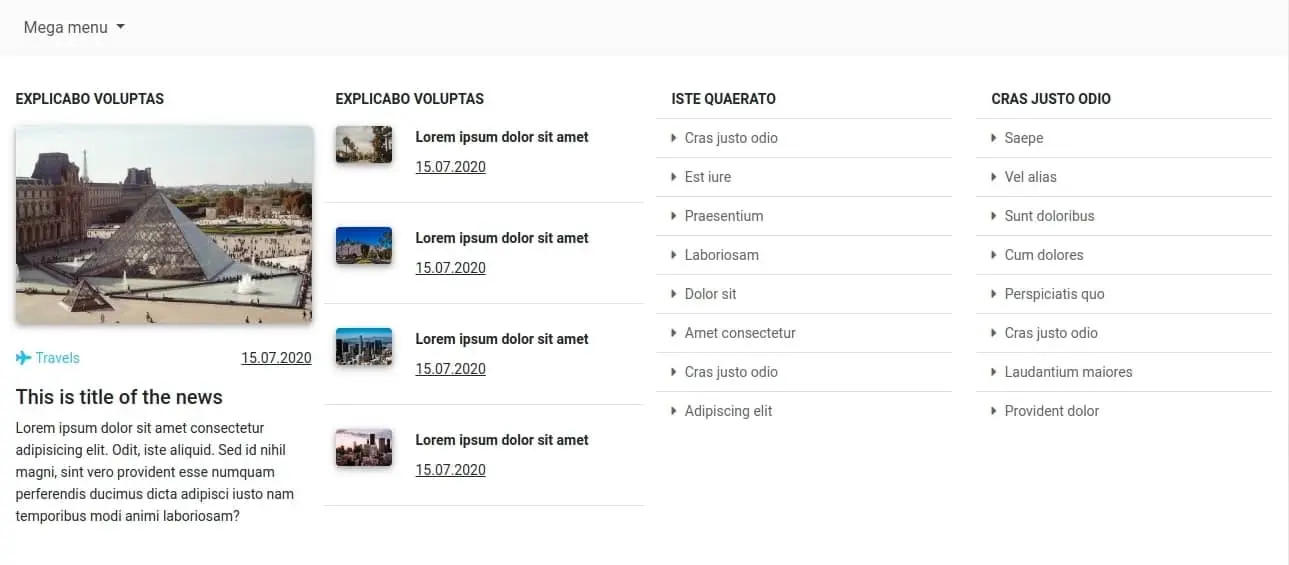 Mega menu
EXPLICABO VOLUPTAS
Travels 15.07.2020
This is title of the news
Lorem ipsum dolor sit amet consectetur
adipisicing elit. Odit, iste aliquid. Sed id nihil
magni, sint vero provident esse numquam
perferendis ducimus dicta adipisci iusto nam
temporibus modi animi laboriosam?
EXPLICABO VOLUPTAS
Lorem ipsum dolor sit amet
15.07.2020
Lorem ipsum dolor sit amet
15.07.2020
Lorem ipsum dolor sit amet
15.07.2020
Lorem ipsum dolor sit amet
15.07.2020
ISTE QUAERATO
Cras justo odio
Est iure
Praesentium
Laboriosam
Dolor sit
Amet consectetur
Cras justo odio
Adipiscing elit
CRAS JUSTO ODIO
Saepe
Vel alias
Sunt doloribus
Cum dolores
Perspiciatis quo
Cras justo odio
Laudantium maiores
Provident dolor